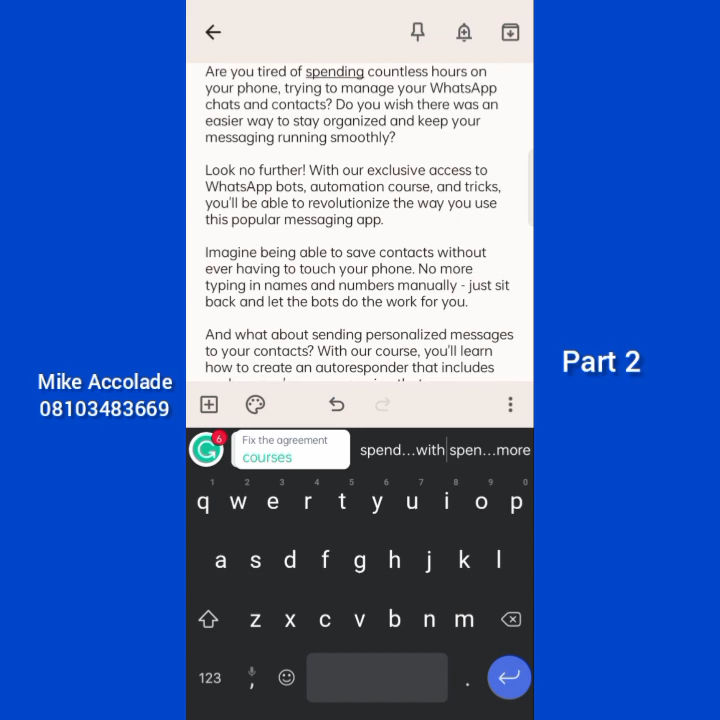 Are you tired of spending countless hours on
your phone, trying to manage your WhatsApp
chats and contacts? Do you wish there was an
easier way to stay organized and keep your
messaging running smoothly?
Look no further! With our exclusive access to
WhatsApp bots, automation course, and tricks,
you'll be able to revolutionize the way you use
this popular messaging app.
Imagine being able to save contacts without
ever having to touch your phone. No more
typing in names and numbers manually - just sit
back and let the bots do the work for you.
And what about sending personalized messages
to your contacts? With our course, you'll learn
how to create an autoresponder that includes
Mike Accolade
08103483669
Part 2
6
Fix the agreement
courses
spend...with
spen...more
1 2 3 4 5 6 7 8 9 0
q w e r t y u i o p
a s d f g h j k l
z x c v b n m
123 , .